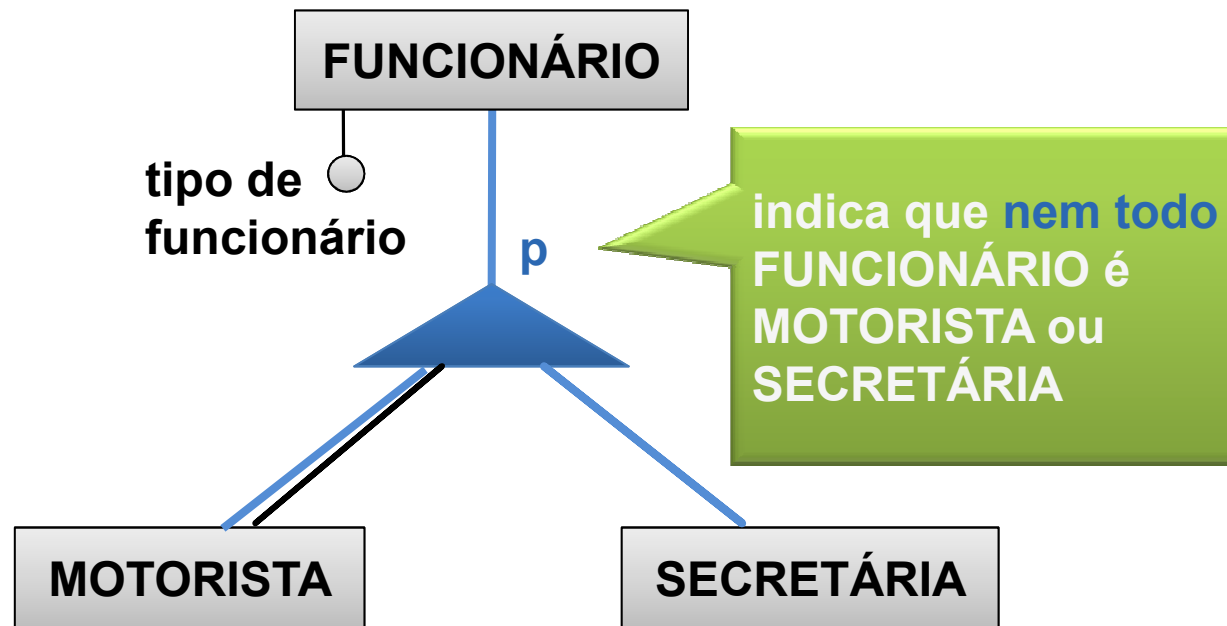 FUNCIONÁRIO
tipo de
funcionário
p
indica que nem todo
FUNCIONÁRIO é
MOTORISTA ou
SECRETÁRIA
MOTORISTA
SECRETÁRIA